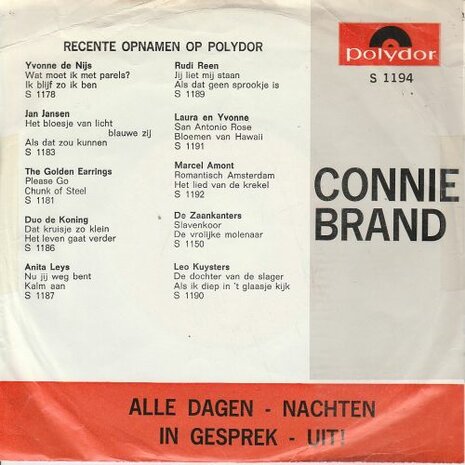 RECENTE OPNAMEN OP POLYDOR
Yvonne de Nijs
Wat moet ik met parels?
Ik blijf zo ik ben
S 1178
Jan Jansen
Het bloesje van licht
blauwe zij
Als dat zou kunnen
S 1183
The Golden Earrings
Please Go
Chunk of Steel
S 1181
Duo de Koning
Dat kruisje zo klein
Het leven gaat verder
S 1186
Anita Leys
Nu jij weg bent
Kalm aan
S 1187
Rudi Reen
Jij liet mij staan
Als dat geen sprookje is
S 1189
Laura en Yvonne
San Antonio Rose
Bloemen van Hawaii
S 1191
Marcel Amont
Romantisch Amsterdam
Het lied van de krekel
S 1192
De Zaankanters
Slavenkoor
De vrolijke molenaar
S 1150
Leo Kuysters
De dochter van de slager
Als ik diep in 't glaasje kijk
S 1190
Polydor
S 1194
CONNIE
BRAND
ALLE DAGEN - NACHTEN
IN GESPREK - UIT!